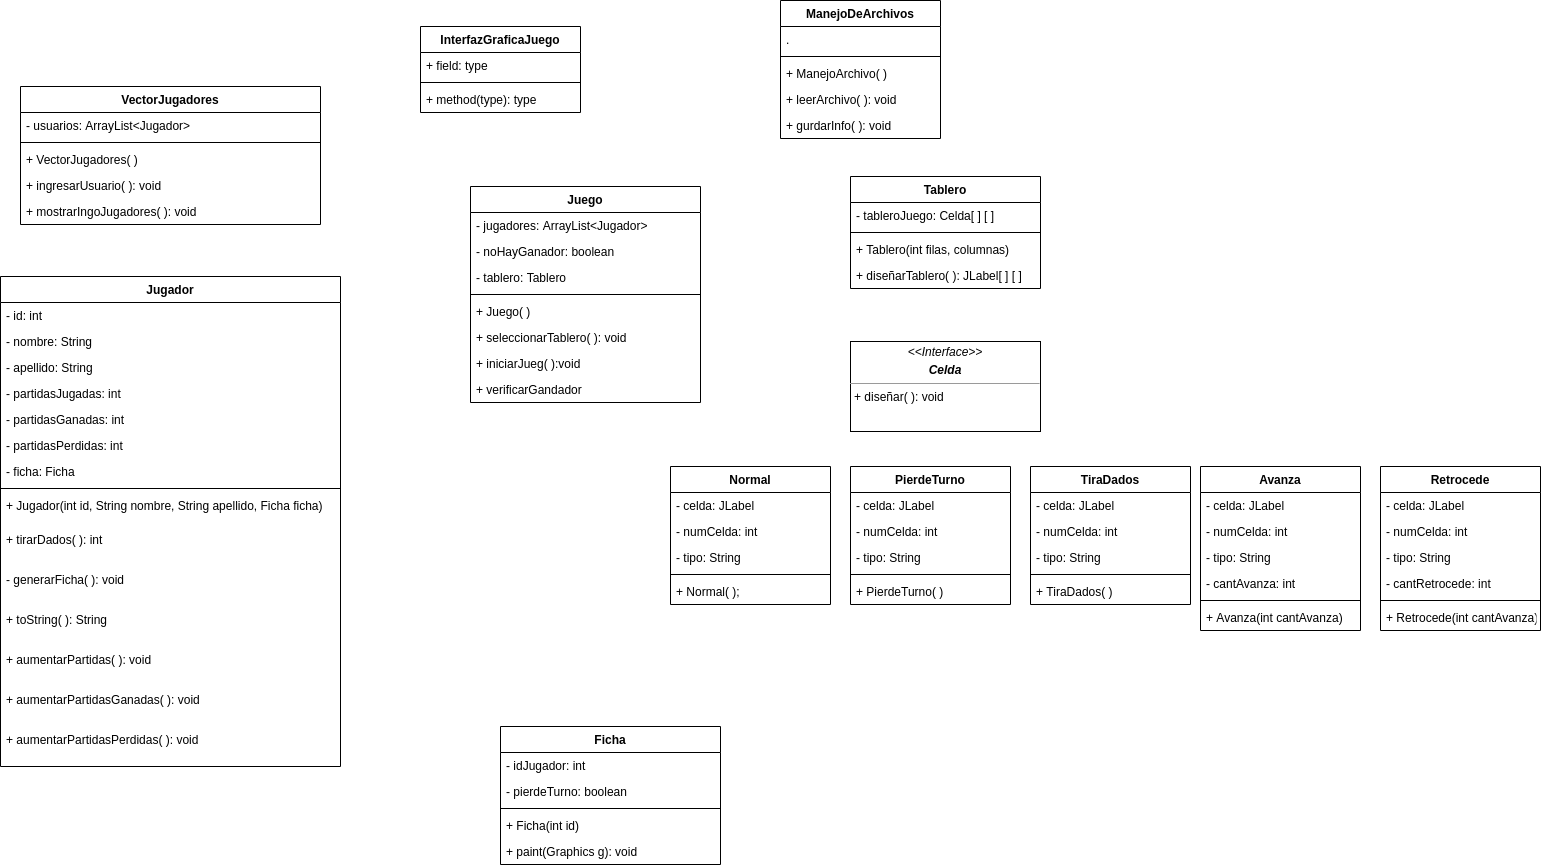 ManejoDeArchivos
.
+ ManejoArchivo( )
+ leerArchivo( ): void
+ gurdarInfo( ): void
InterfazGraficaJuego
+ field: type
+ method(type): type
VectorJugadores
- usuarios: ArrayList<Jugador>
+ VectorJugadores( )
+ ingresarUsuario( ): void
+ mostrarIngoJugadores( ): void
Juego
- jugadores: ArrayList<Jugador>
- noHayGanador: boolean
- tablero: Tablero
+ Juego( )
+ seleccionarTablero( ): void
+ iniciarJueg( ):void
+ verificarGandador
Tablero
- tableroJuego: Celda[ ] [ ]
+ Tablero(int filas, columnas)
+ diseñarTablero( ): JLabel[ ] [ ]
Jugador
- id: int
- nombre: String
- apellido: String
- partidasJugadas: int
- partidasGanadas: int
- partidasPerdidas: int
- ficha: Ficha
+ Jugador(int id, String nombre, String apellido, Ficha ficha)
+ tirarDados( ): int
- generarFicha( ): void
+ toString( ): String
+ aumentarPartidas( ): void
+ aumentarPartidasGanadas( ): void
+ aumentarPartidasPerdidas( ): void
<<Interface>>
Celda
+ diseñar( ): void
Normal
- celda: JLabel
- numCelda: int
- tipo: String
+ Normal( );
PierdeTurno
- celda: JLabel
- numCelda: int
- tipo: String
+ PierdeTurno( )
TiraDados
- celda: JLabel
- numCelda: int
- tipo: String
+ TiraDados( )
Avanza
- celda: JLabel
- numCelda: int
- tipo: String
- cantAvanza: int
+ Avanza(int cantAvanza)
Retrocede
- celda: JLabel
- numCelda: int
- tipo: String
- cantRetrocede: int
+ Retrocede(int cantAvanza)
Ficha
- idJugador: int
- pierdeTurno: boolean
+ Ficha(int id)
+ paint(Graphics g): void